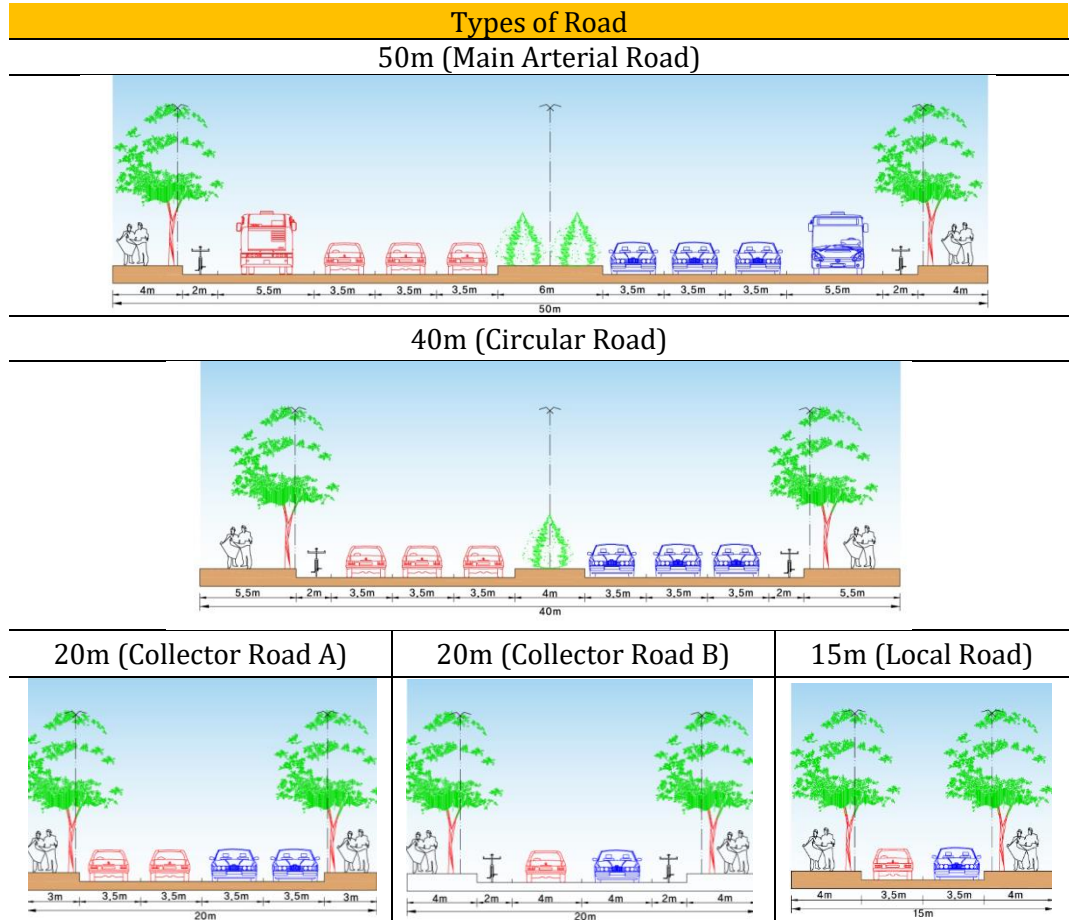 Types of Road
50m (Main Arterial Road)
4m 2m 5,5m 3,5m 3,5m 3,5m 6m 3,5m 3,5m 3,5m 5,5m 2m 4m
50m
40m (Circular Road)
5,5m 2m 3,5m 3,5m 3,5m 4m 3,5m 3,5m 3,5m 2m 5,5m
40m
20m (Collector Road A) 20m (Collector Road B) 15m (Local Road)
3m 3,5m 3,5m 3,5m 3,5m 3m 4m 2m 4m 4m 2m 4m 4m 3,5m 3,5m 4m
20m 20m 15m